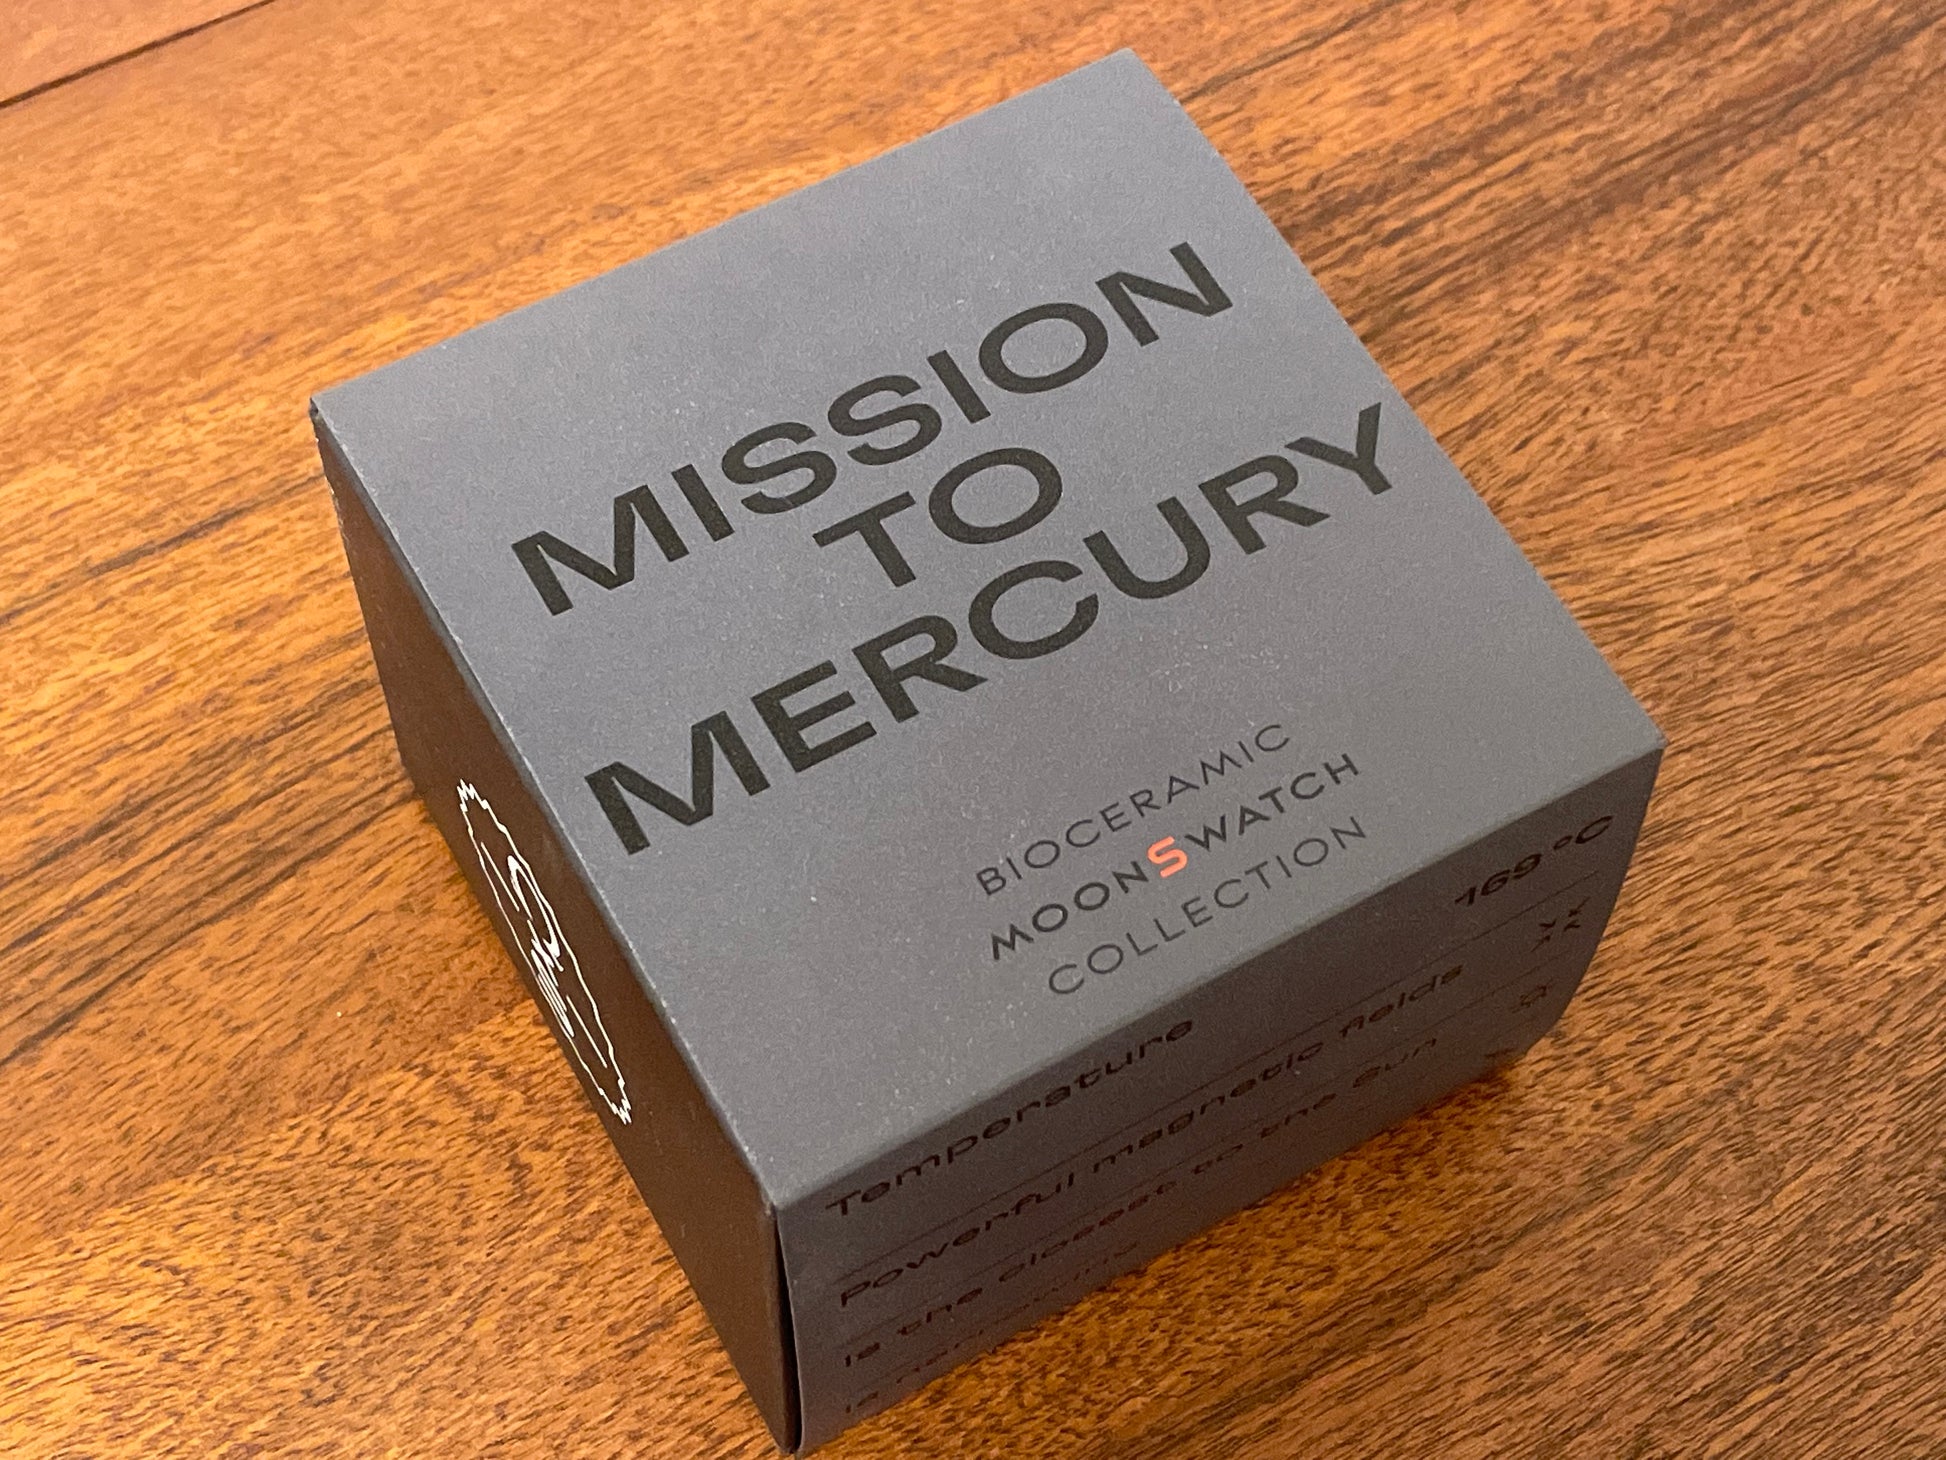 MISSION
TO
MERCURY
BIOCERAMIC
MOONSWATCH
COLLECTION
Temperature 169 °C
Powerful magnetic fields
Is the closest to the Sun